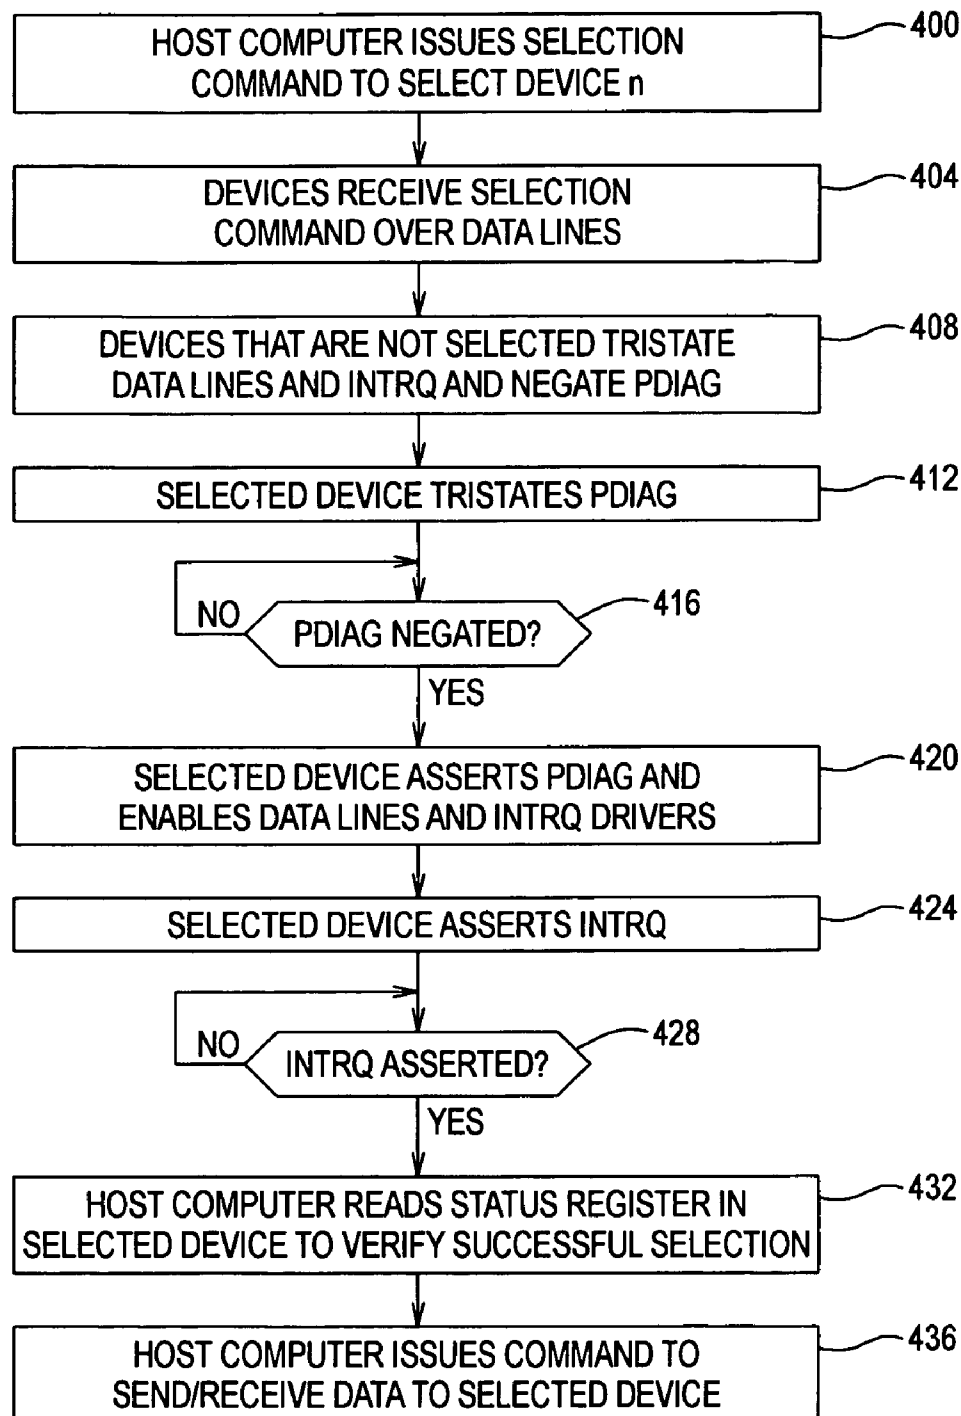 HOST COMPUTER ISSUES SELECTION
COMMAND TO SELECT DEVICE n
400
DEVICES RECEIVE SELECTION
COMMAND OVER DATA LINES
404
DEVICES THAT ARE NOT SELECTED TRISTATE
DATA LINES AND INTRQ AND NEGATE PDIAG
408
SELECTED DEVICE TRISTATES PDIAG
412
NO
PDIAG NEGATED?
416
YES
SELECTED DEVICE ASSERTS PDIAG AND
ENABLES DATA LINES AND INTRQ DRIVERS
420
SELECTED DEVICE ASSERTS INTRQ
424
NO
INTRQ ASSERTED?
428
YES
HOST COMPUTER READS STATUS REGISTER IN
SELECTED DEVICE TO VERIFY SUCCESSFUL SELECTION
432
HOST COMPUTER ISSUES COMMAND TO
SEND/RECEIVE DATA TO SELECTED DEVICE
436